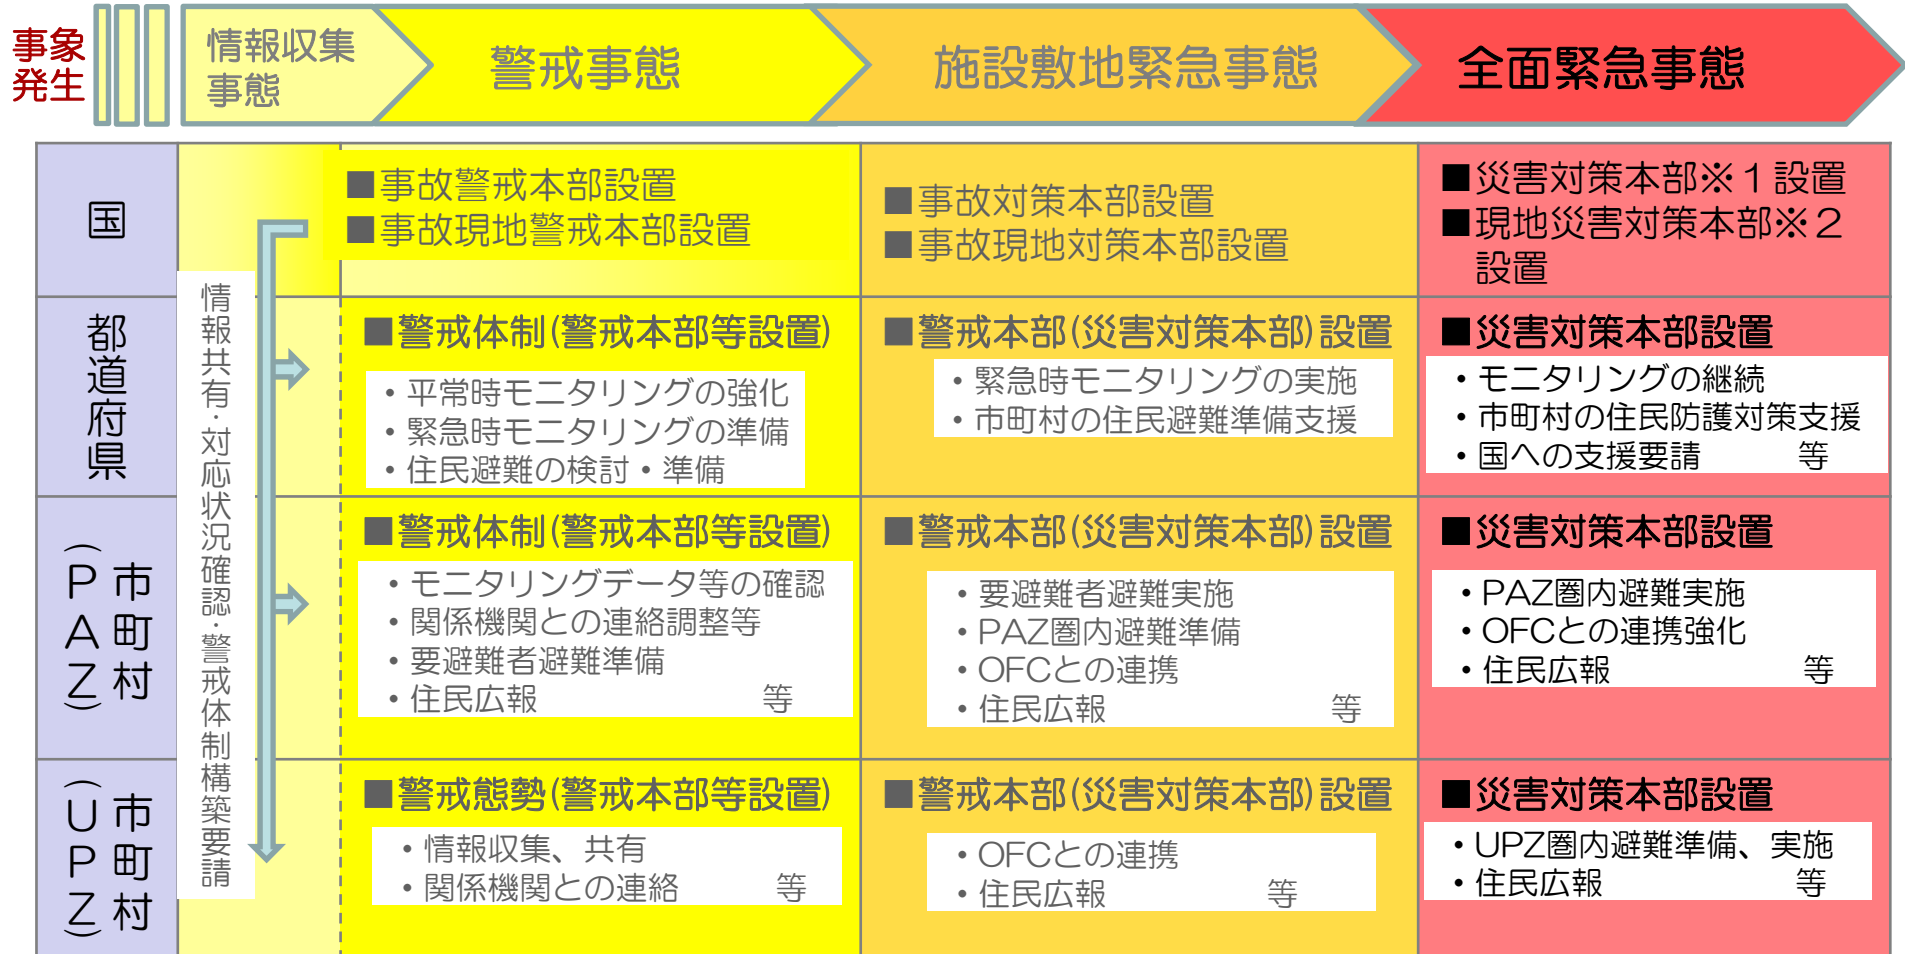 事象
発生
情報収集
事態
警戒事態
施設敷地緊急事態
全面緊急事態
国
■事故警戒本部設置
■事故現地警戒本部設置
■事故対策本部設置
■事故現地対策本部設置
■災害対策本部※１設置
■現地災害対策本部※２
設置
情報共有・対応状況確認・警戒体制構築要請
都道府県
■警戒体制(警戒本部等設置)
・平常時モニタリングの強化
・緊急時モニタリングの準備
・住民避難の検討・準備
■警戒本部(災害対策本部)設置
・緊急時モニタリングの実施
・市町村の住民避難準備支援
■災害対策本部設置
・モニタリングの継続
・市町村の住民防護対策支援
・国への支援要請 等
市町村
(PAZ)
■警戒体制(警戒本部等設置)
・モニタリングデータ等の確認
・関係機関との連絡調整等
・要避難者避難準備
・住民広報 等
■警戒本部(災害対策本部)設置
・要避難者避難実施
・PAZ圏内避難準備
・OFCとの連携
・住民広報 等
■災害対策本部設置
・PAZ圏内避難実施
・OFCとの連携強化
・住民広報 等
市町村
(UPZ)
■警戒態勢(警戒本部等設置)
・情報収集、共有
・関係機関との連絡 等
■警戒本部(災害対策本部)設置
・OFCとの連携
・住民広報 等
■災害対策本部設置
・UPZ圏内避難準備、実施
・住民広報 等